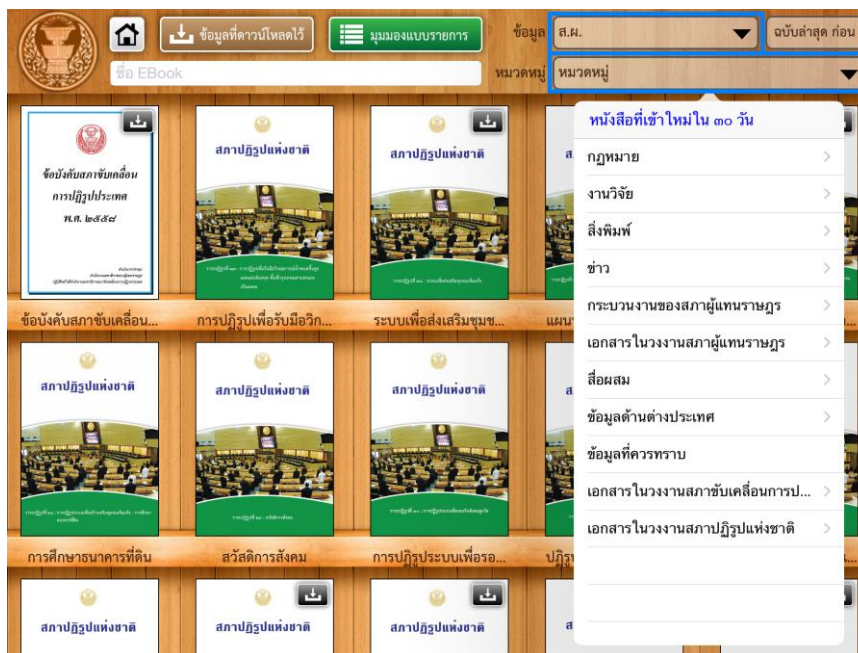 ข้อมูลที่ดาวน์โหลดไว้
มุมมองแบบรายการ
ข้อมูล
ส.ผ.
ฉบับล่าสุด ก่อน
ชื่อ EBook
หมวดหมู่
หมวดหมู่
หนังสือที่เข้าใหม่ใน ๓๐ วัน
กฎหมาย
งานวิจัย
สิ่งพิมพ์
ข่าว
กระบวนงานของสภาผู้แทนราษฎร
เอกสารในวงงานสภาผู้แทนราษฎร
สื่อผสม
ข้อมูลด้านต่างประเทศ
ข้อมูลที่ควรทราบ
เอกสารในวงงานสภาขับเคลื่อนการป...
เอกสารในวงงานสภาปฏิรูปแห่งชาติ
ข้อบังคับสภาขับเคลื่อน
การปฏิรูปประเทศ
พ.ศ. ๒๕๕๘
สภาปฏิรูปแห่งชาติ
สภาปฏิรูปแห่งชาติ
ส
ข้อบังคับสภาขับเคลื่อน...
การปฏิรูปเพื่อรับมือวิก...
ระบบเพื่อส่งเสริมชุมช...
แผน
สภาปฏิรูปแห่งชาติ
สภาปฏิรูปแห่งชาติ
สภาปฏิรูปแห่งชาติ
ส
การศึกษาธนาคารที่ดิน
สวัสดิการสังคม
การปฏิรูประบบเพื่อรอ...
ปฏิรู
สภาปฏิรูปแห่งชาติ
สภาปฏิรูปแห่งชาติ
สภาปฏิรูปแห่งชาติ
ส